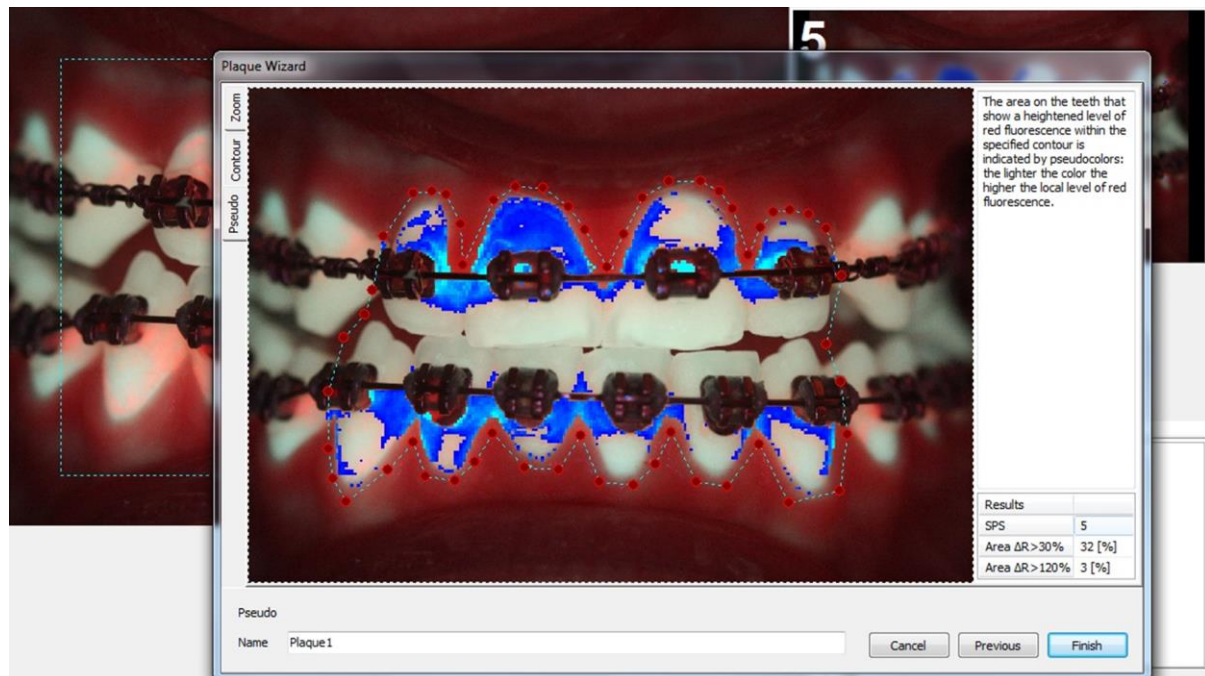 5
Plaque Wizard
Zoom
Contour
Pseudo
The area on the teeth that
show a heightened level of
red fluorescence within the
specified contour is
indicated by pseudocolors:
the lighter the color the
higher the local level of red
fluorescence.
Results
SPS 5
Area ΔR>30% 32 [%]
Area ΔR>120% 3 [%]
Pseudo
Name Plaque1
Cancel Previous Finish